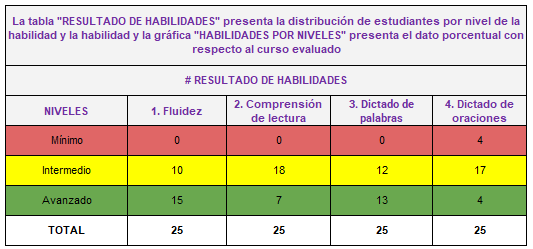 La tabla "RESULTADO DE HABILIDADES" presenta la distribución de estudiantes por nivel de la
habilidad y la habilidad y la gráfica "HABILIDADES POR NIVELES" presenta el dato porcentual con
respecto al curso evaluado
# RESULTADO DE HABILIDADES
NIVELES 1. Fluidez 2. Comprensión de lectura 3. Dictado de palabras 4. Dictado de oraciones
Mínimo 0 0 0 4
Intermedio 10 18 12 17
Avanzado 15 7 13 4
TOTAL 25 25 25 25